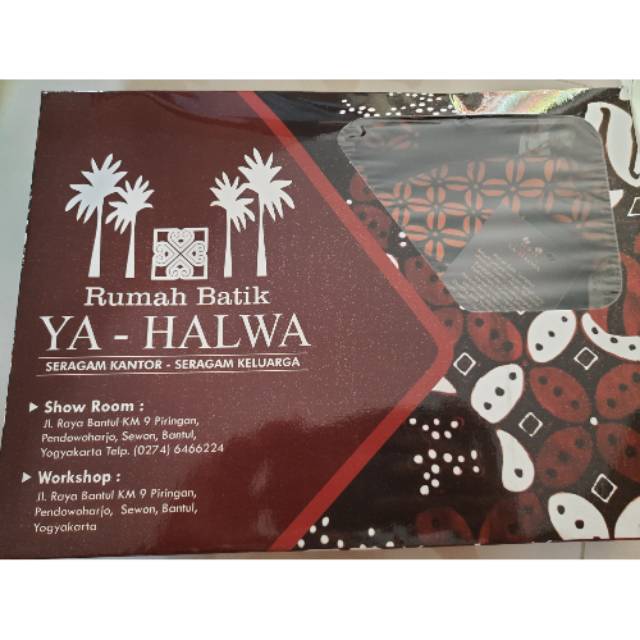 Rumah Batik
YA - HALWA
SERAGAM KANTOR - SERAGAM KELUARGA
Show Room :
Jl. Raya Bantul KM 9 Piringan,
Pendowoharjo, Sewon, Bantul,
Yogyakarta Telp. (0274) 6466224
Workshop :
Jl. Raya Bantul KM 9 Piringan,
Pendowoharjo, Sewon, Bantul,
Yogyakarta